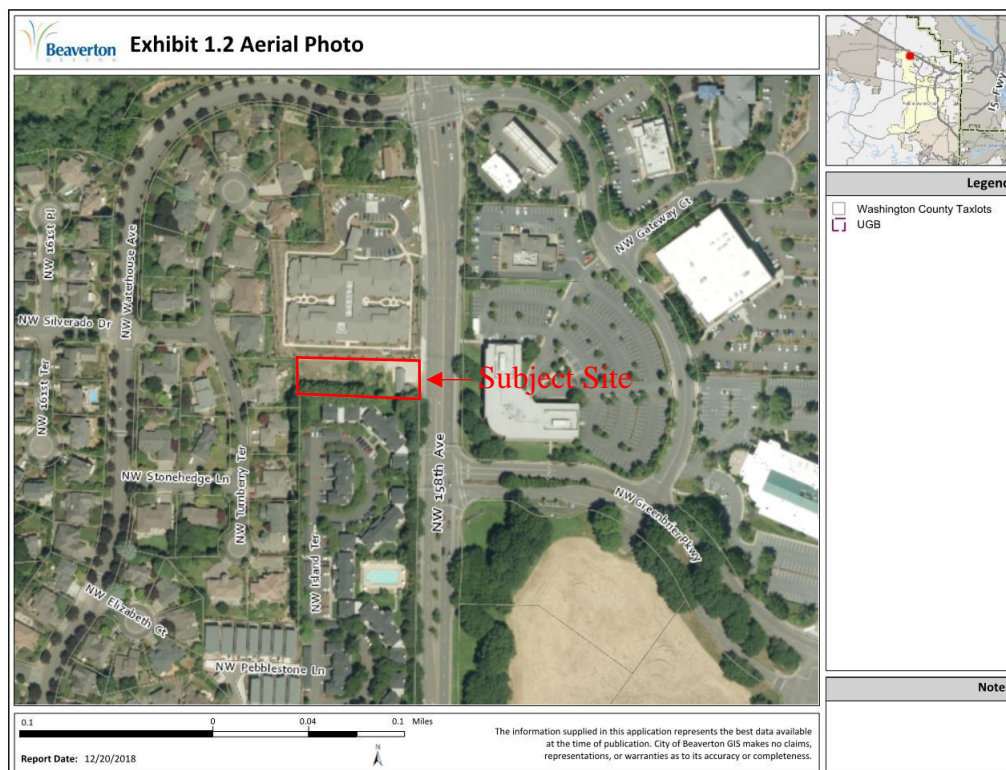 Beaverton
OREGON
Exhibit 1.2 Aerial Photo
Legend
Washington County Taxlots
UGB
NW 161st Pl
NW Waterhouse Ave
NW Gateway Ct
NW Silverado Dr
NW 161st Ter
Subject Site
NW Stonehedge Ln
NW Turnberry Ter
NW 158th Ave
NW Greenbrier Pkwy
NW Island Ter
NW Elizabeth Ct
NW Pebblestone Ln
Note
0.1 0 0.04 0.1 Miles
N
The information supplied in this application represents the best data available
at the time of publication. City of Beaverton GIS makes no claims,
representations, or warranties as to its accuracy or completeness.
Report Date: 12/20/2018